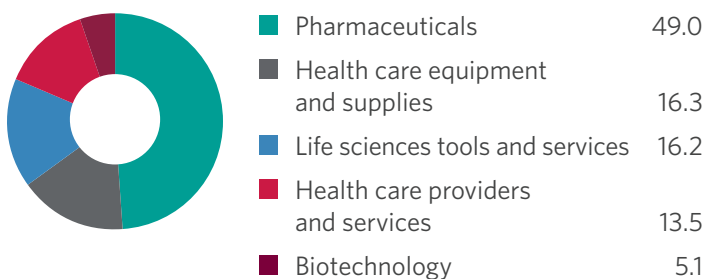 Pharmaceuticals 49.0
Health care equipment
and supplies 16.3
Life sciences tools and services 16.2
Health care providers
and services 13.5
Biotechnology 5.1